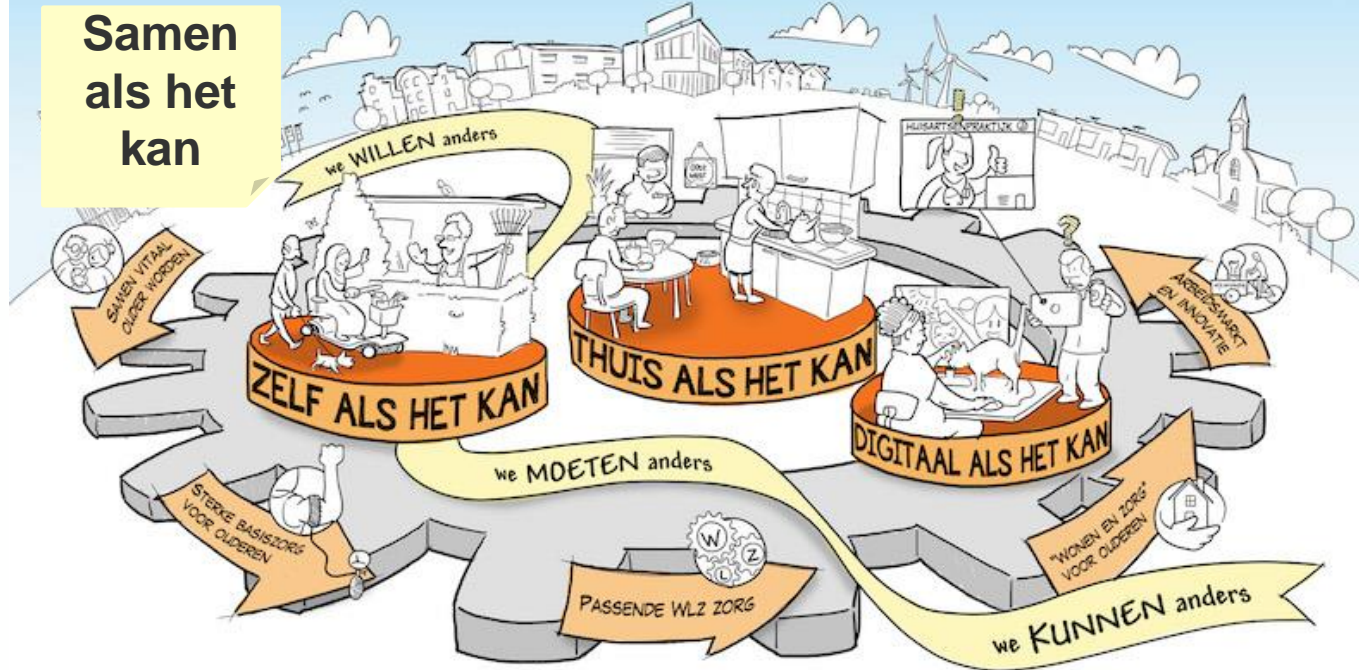 Samen
als het
kan
we WILLEN anders
HUISARTSENPRAKTIJK
!
?
SAMEN VITAAL
OUDER WORDEN
ARBEIDSMARKT
EN INNOVATIE
ZELF ALS HET KAN
THUIS ALS HET KAN
DIGITAAL ALS HET KAN
we MOETEN anders
STERKE BASISZORG
VOOR OUDEREN
W
L
Z
PASSENDE WLZ ZORG
"WONEN EN ZORG"
VOOR OUDEREN
we KUNNEN anders